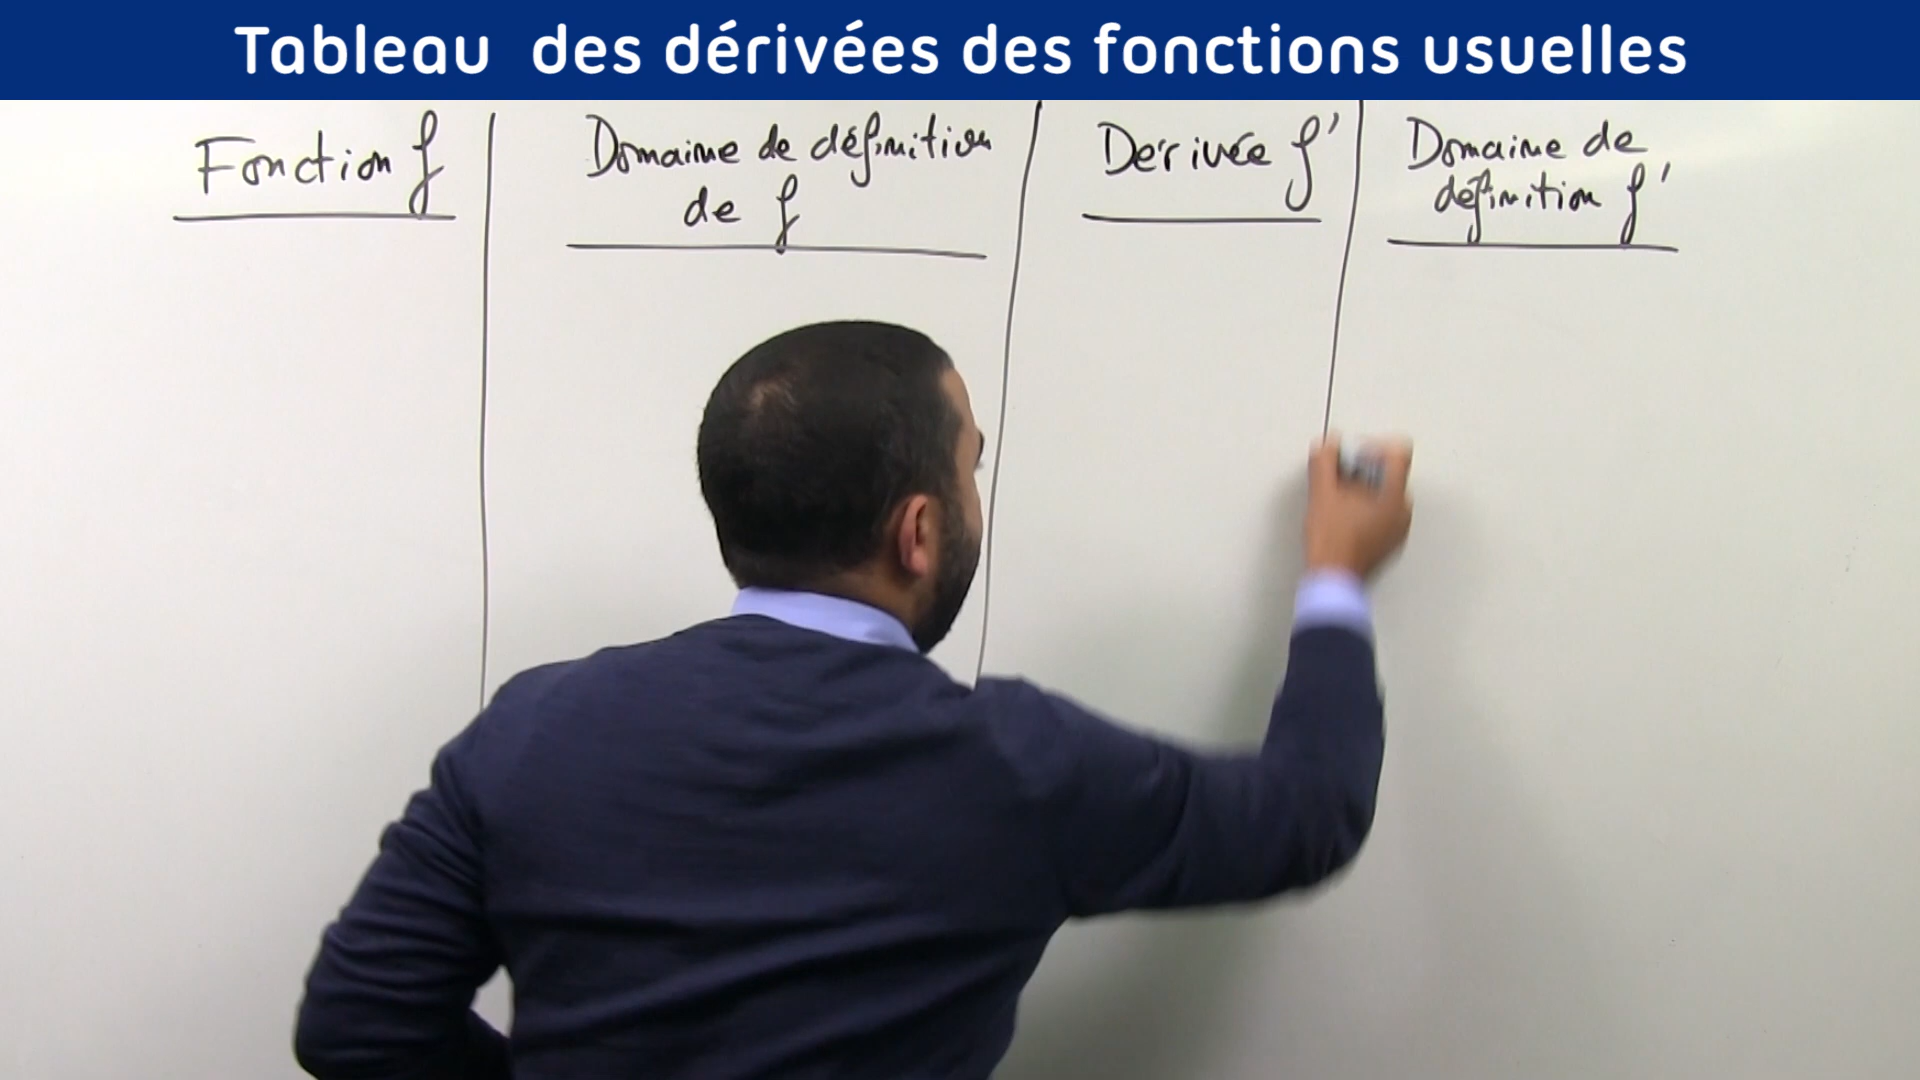 Tableau des dérivées des fonctions usuelles
Fonction f
Domaine de définition
de f
Dérivée f'
Domaine de
définition f'